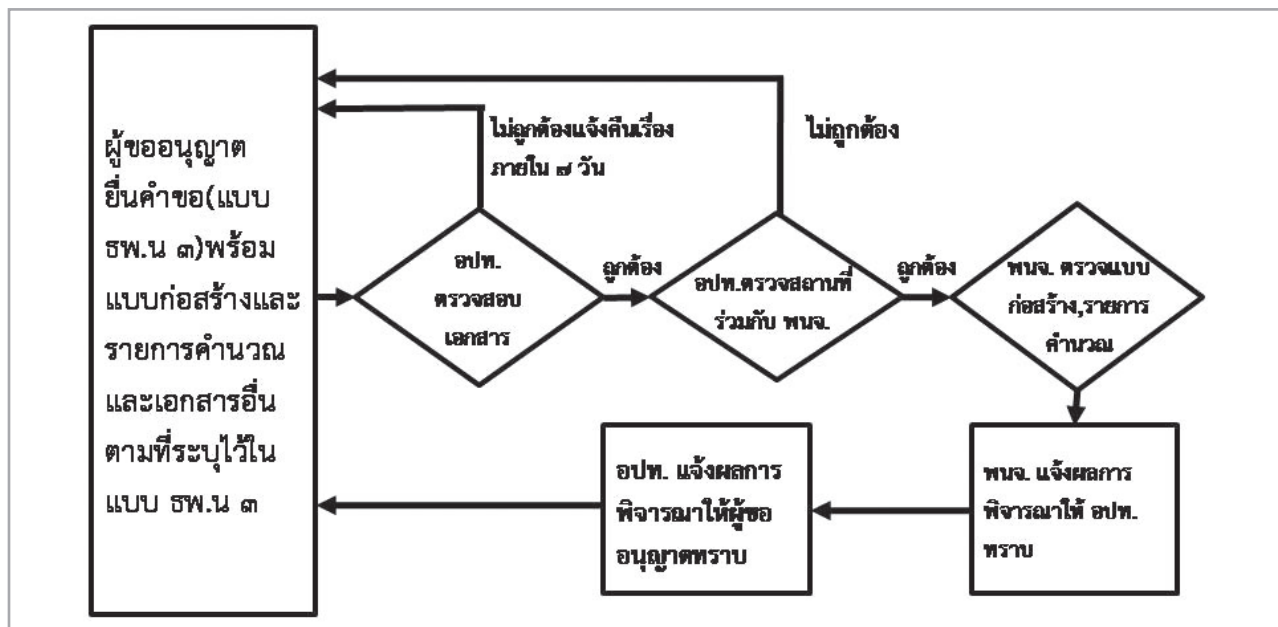 ผู้ขออนุญาต
ยื่นคำขอ(แบบ
ธพ.น ๓)พร้อม
แบบก่อสร้างและ
รายการคำนวณ
และเอกสารอื่น
ตามที่ระบุไว้ใน
แบบ ธพ.น ๓
ไม่ถูกต้องแจ้งคืนเรื่อง
ภายใน ๗ วัน
ไม่ถูกต้อง
อปท.
ตรวจสอบ
เอกสาร
ถูกต้อง
อปท.ตรวจสถานที่
ร่วมกับ พนจ.
ถูกต้อง
พนจ. ตรวจแบบ
ก่อสร้าง,รายการ
คำนวณ
พนจ. แจ้งผลการ
พิจารณาให้ อปท.
ทราบ
อปท. แจ้งผลการ
พิจารณาให้ผู้ขอ
อนุญาตทราบ